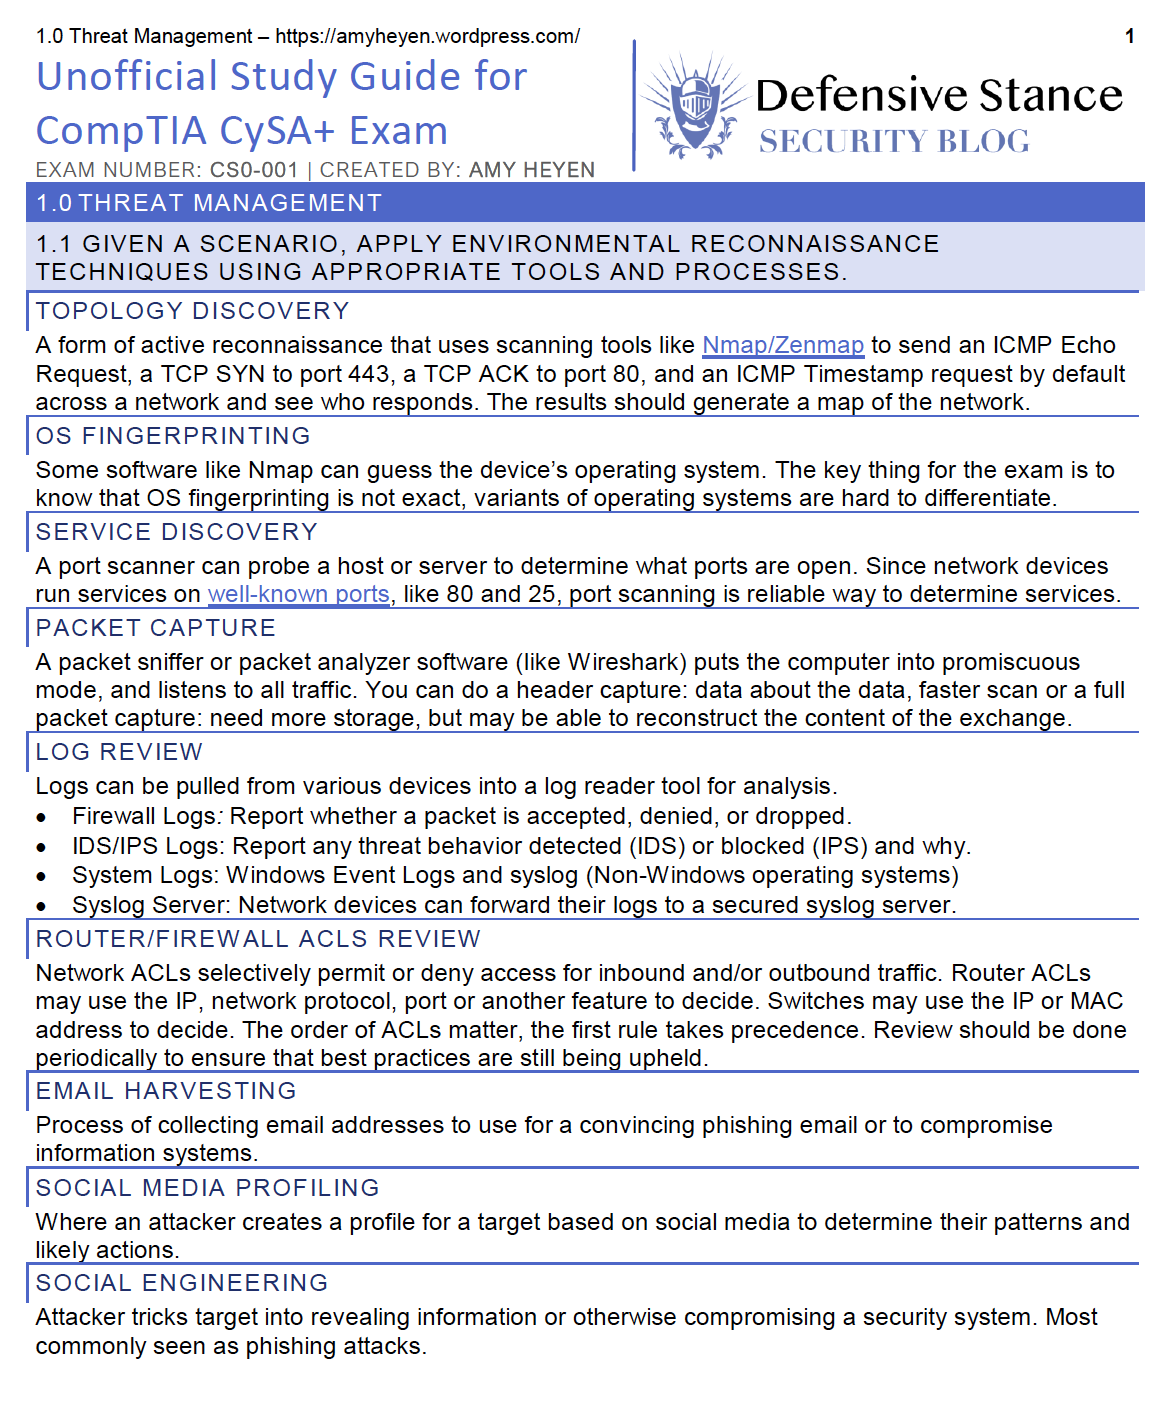 1.0 Threat Management – https://amyheyen.wordpress.com/ 1
Unofficial Study Guide for
CompTIA CySA+ Exam
EXAM NUMBER: CS0-001 | CREATED BY: AMY HEYEN
Defensive Stance
SECURITY BLOG
1.0 THREAT MANAGEMENT
1.1 GIVEN A SCENARIO, APPLY ENVIRONMENTAL RECONNAISSANCE
TECHNIQUES USING APPROPRIATE TOOLS AND PROCESSES.
TOPOLOGY DISCOVERY
A form of active reconnaissance that uses scanning tools like Nmap/Zenmap to send an ICMP Echo
Request, a TCP SYN to port 443, a TCP ACK to port 80, and an ICMP Timestamp request by default
across a network and see who responds. The results should generate a map of the network.
OS FINGERPRINTING
Some software like Nmap can guess the device’s operating system. The key thing for the exam is to
know that OS fingerprinting is not exact, variants of operating systems are hard to differentiate.
SERVICE DISCOVERY
A port scanner can probe a host or server to determine what ports are open. Since network devices
run services on well-known ports, like 80 and 25, port scanning is reliable way to determine services.
PACKET CAPTURE
A packet sniffer or packet analyzer software (like Wireshark) puts the computer into promiscuous
mode, and listens to all traffic. You can do a header capture: data about the data, faster scan or a full
packet capture: need more storage, but may be able to reconstruct the content of the exchange.
LOG REVIEW
Logs can be pulled from various devices into a log reader tool for analysis.
• Firewall Logs: Report whether a packet is accepted, denied, or dropped.
• IDS/IPS Logs: Report any threat behavior detected (IDS) or blocked (IPS) and why.
• System Logs: Windows Event Logs and syslog (Non-Windows operating systems)
• Syslog Server: Network devices can forward their logs to a secured syslog server.
ROUTER/FIREWALL ACLS REVIEW
Network ACLs selectively permit or deny access for inbound and/or outbound traffic. Router ACLs
may use the IP, network protocol, port or another feature to decide. Switches may use the IP or MAC
address to decide. The order of ACLs matter, the first rule takes precedence. Review should be done
periodically to ensure that best practices are still being upheld.
EMAIL HARVESTING
Process of collecting email addresses to use for a convincing phishing email or to compromise
information systems.
SOCIAL MEDIA PROFILING
Where an attacker creates a profile for a target based on social media to determine their patterns and
likely actions.
SOCIAL ENGINEERING
Attacker tricks target into revealing information or otherwise compromising a security system. Most
commonly seen as phishing attacks.